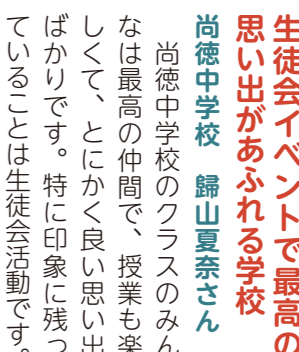 生徒会イベントで最高の
思い出があふれる学校
尚徳中学校　歸山夏奈さん
　尚徳中学校のクラスのみん
なは最高の仲間で、授業も楽
しくて、とにかく良い思い出
ばかりです。特に印象に残っ
ていることは生徒会活動です。